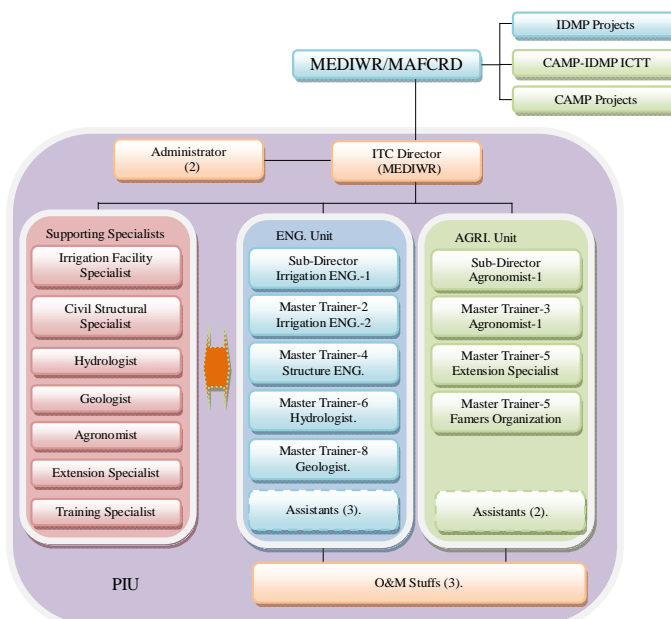 IDMP Projects
MEDIWR/MAFCRD
CAMP-IDMP ICTT
CAMP Projects
Administrator
(2)
ITC Director
(MEDIWR)
Supporting Specialists
Irrigation Facility
Specialist
Civil Structural
Specialist
Hydrologist
Geologist
Agronomist
Extension Specialist
Training Specialist
ENG. Unit
Sub-Director
Irrigation ENG.-1
Master Trainer-2
Irrigation ENG.-2
Master Trainer-4
Structure ENG.
Master Trainer-6
Hydrologist.
Master Trainer-8
Geologist.
Assistants (3).
AGRI. Unit
Sub-Director
Agronomist-1
Master Trainer-3
Agronomist-1
Master Trainer-5
Extension Specialist
Master Trainer-5
Famers Organization
Assistants (2).
PIU
O&M Stuffs (3).